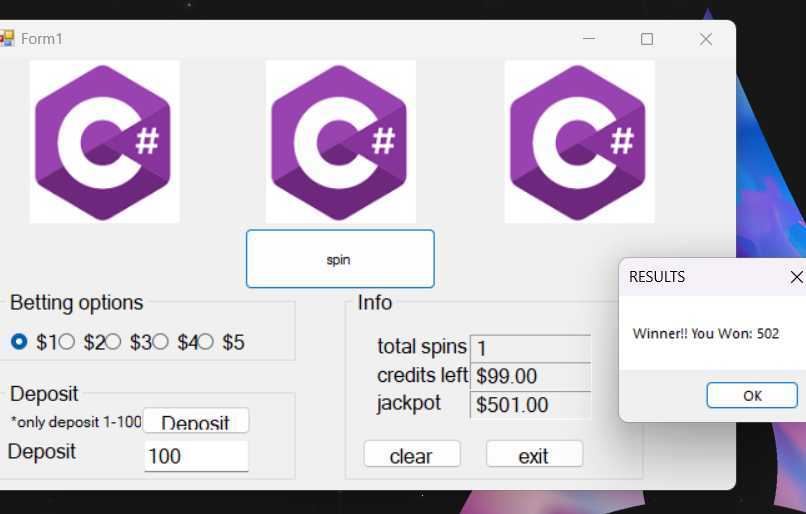 Form1
C# C# C#
spin
RESULTS
Winner!! You Won: 502
OK
Betting options
$1 $2 $3 $4 $5
Info
total spins 1
credits left $99.00
jackpot $501.00
clear exit
Deposit
*only deposit 1-100 Deposit
Deposit 100